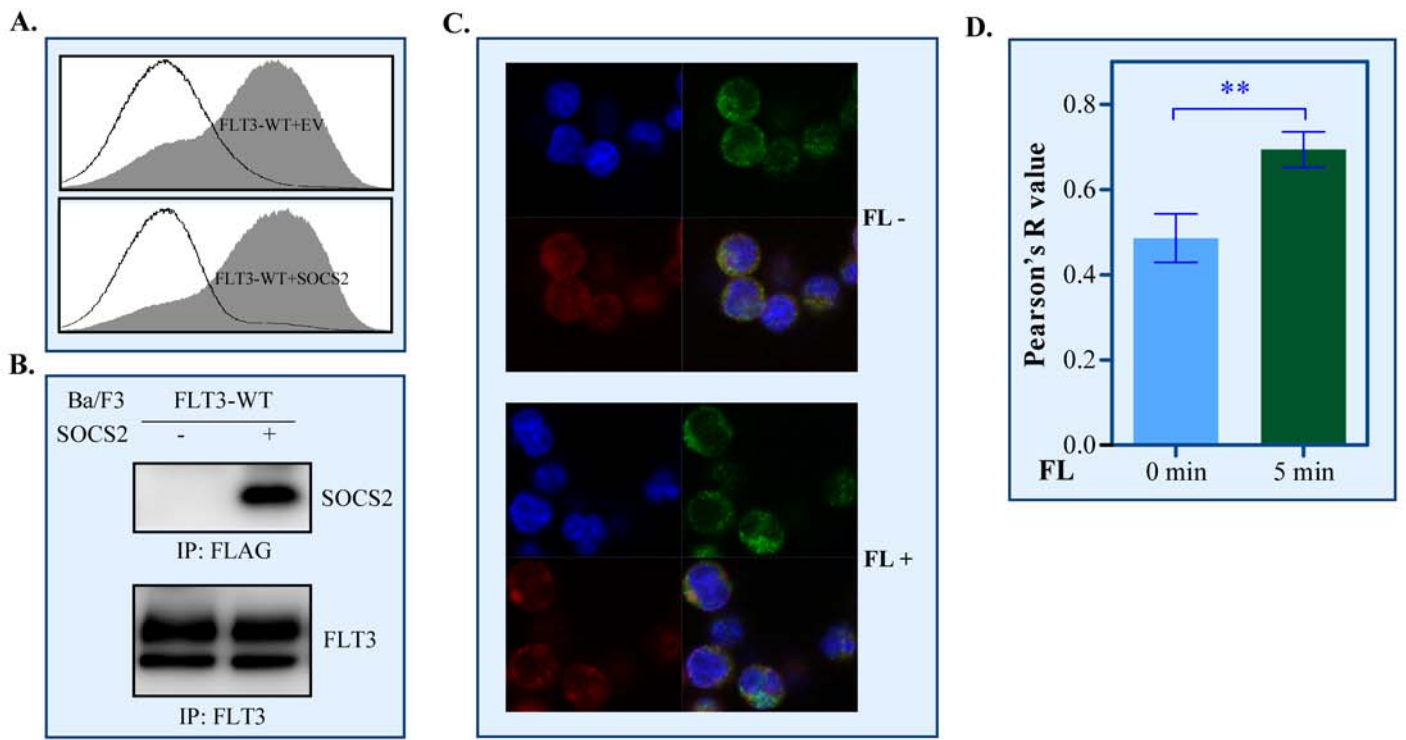 A.
FLT3-WT+EV
FLT3-WT+SOCS2
B.
Ba/F3 FLT3-WT
SOCS2 - +
SOCS2
IP: FLAG
FLT3
IP: FLT3
C.
FL -
FL +
D.
**
Pearson's R value
0.8
0.6
0.4
0.2
0.0
FL 0 min 5 min